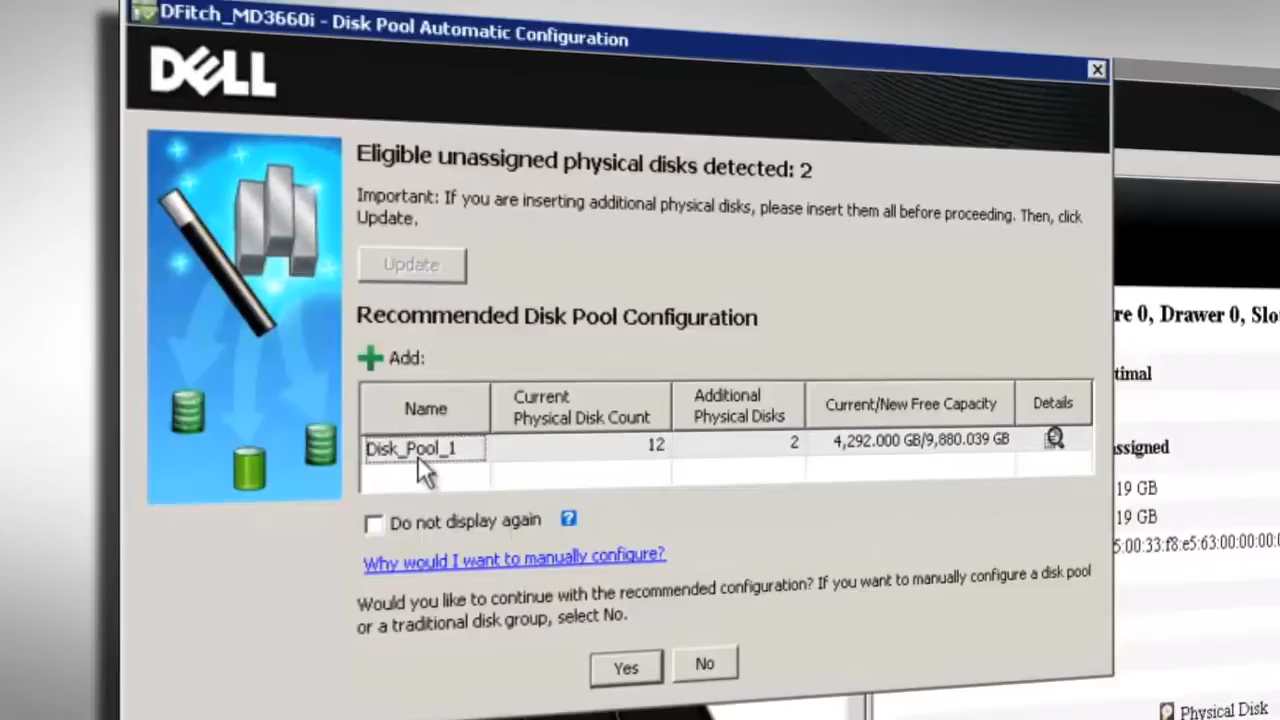 DFitch_MD3660i - Disk Pool Automatic Configuration
DELL
Eligible unassigned physical disks detected: 2
Important: If you are inserting additional physical disks, please insert them all before proceeding. Then, click
Update.
Update
Recommended Disk Pool Configuration
Add:
Name
Current
Physical Disk Count
Additional
Physical Disks
Current/New Free Capacity
Details
Disk_Pool_1
12
2
4,292.000 GB/9,880.039 GB
Do not display again
?
Why would I want to manually configure?
Would you like to continue with the recommended configuration? If you want to manually configure a disk pool
or a traditional disk group, select No.
Yes
No
re 0, Drawer 0, Slo
timal
ssigned
19 GB
19 GB
5:00:33:f8:e5:63:00:00:00:0
Physical Disk